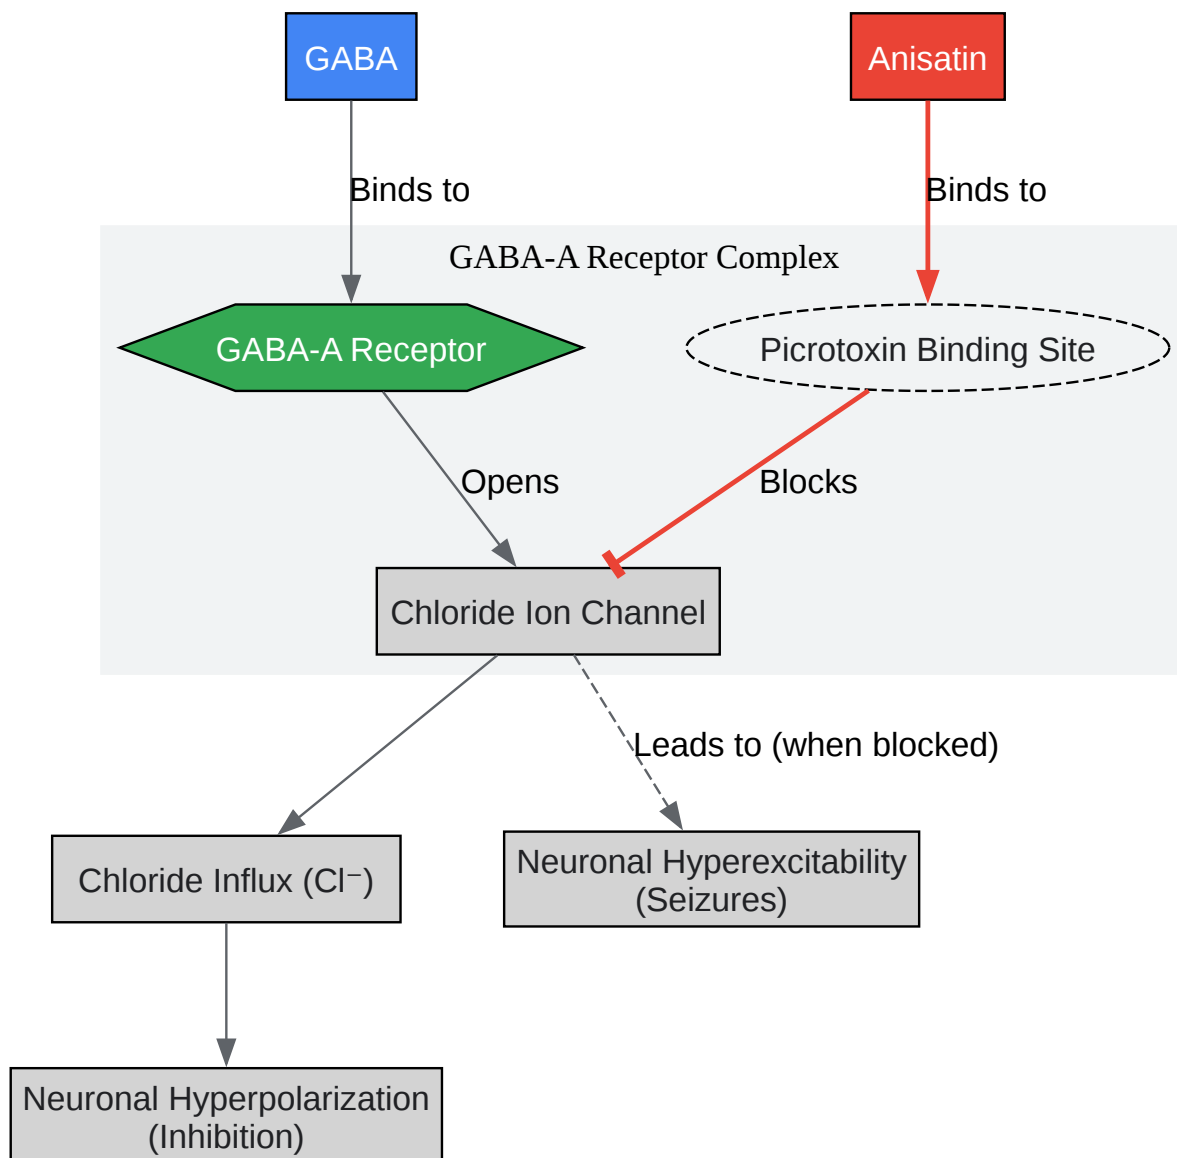 GABA
Anisatin
Binds to
Binds to
GABA-A Receptor Complex
GABA-A Receptor
Picrotoxin Binding Site
Opens
Blocks
Chloride Ion Channel
Leads to (when blocked)
Chloride Influx (Cl⁻)
Neuronal Hyperexcitability
(Seizures)
Neuronal Hyperpolarization
(Inhibition)